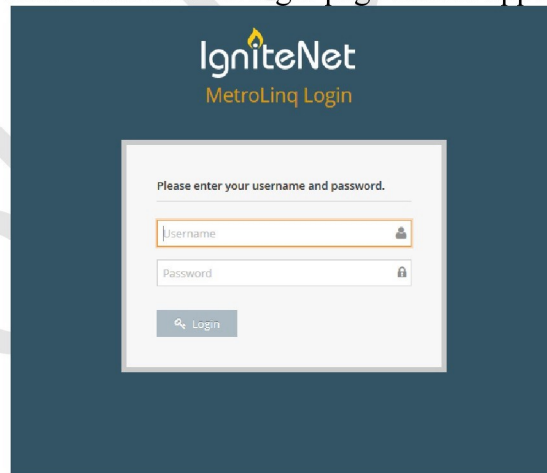 IgniteNet
MetroLinq Login
Please enter your username and password.
Username
Password
Login